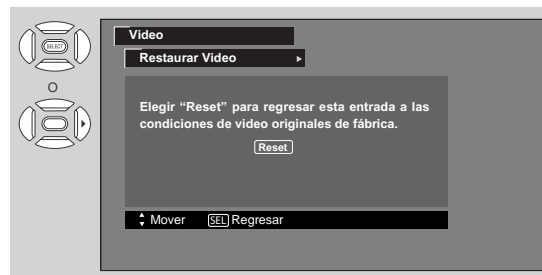 SELECT
O
Video
Restaurar Video
Elegir “Reset” para regresar esta entrada a las
condiciones de video originales de fábrica.
Reset
Mover SEL Regresar